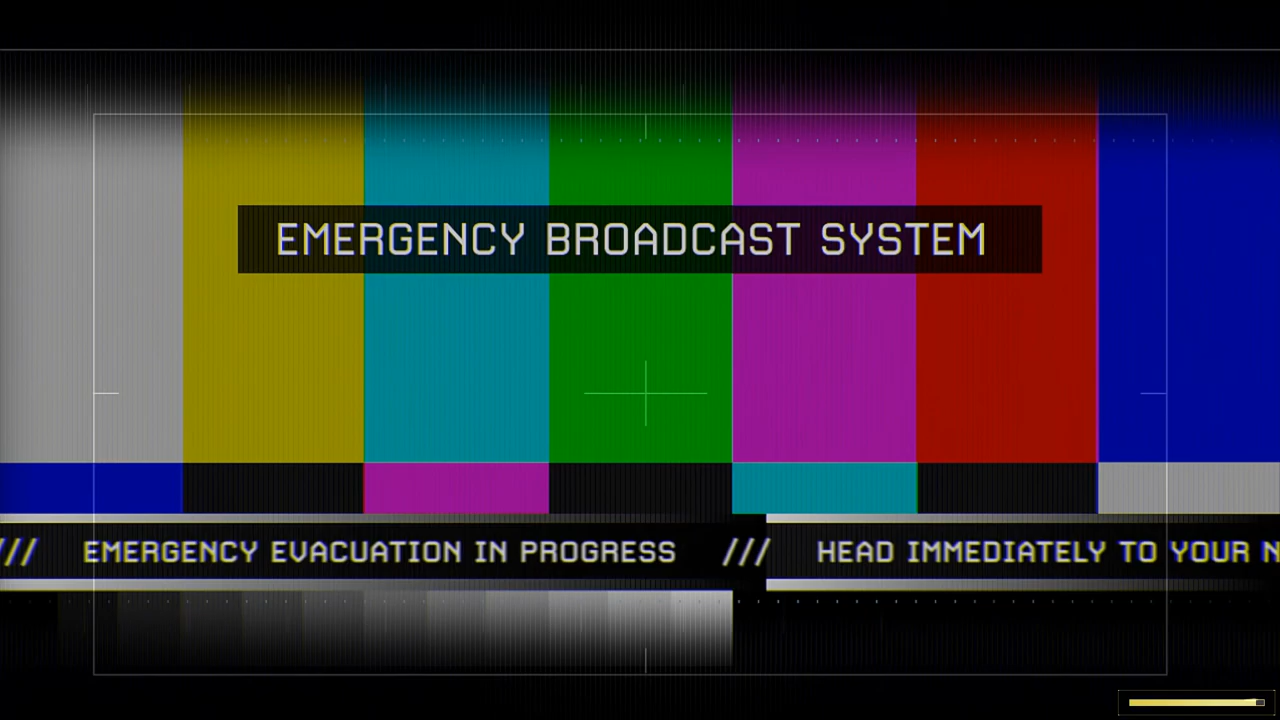 EMERGENCY BROADCAST SYSTEM
/// EMERGENCY EVACUATION IN PROGRESS /// HEAD IMMEDIATELY TO YOUR N